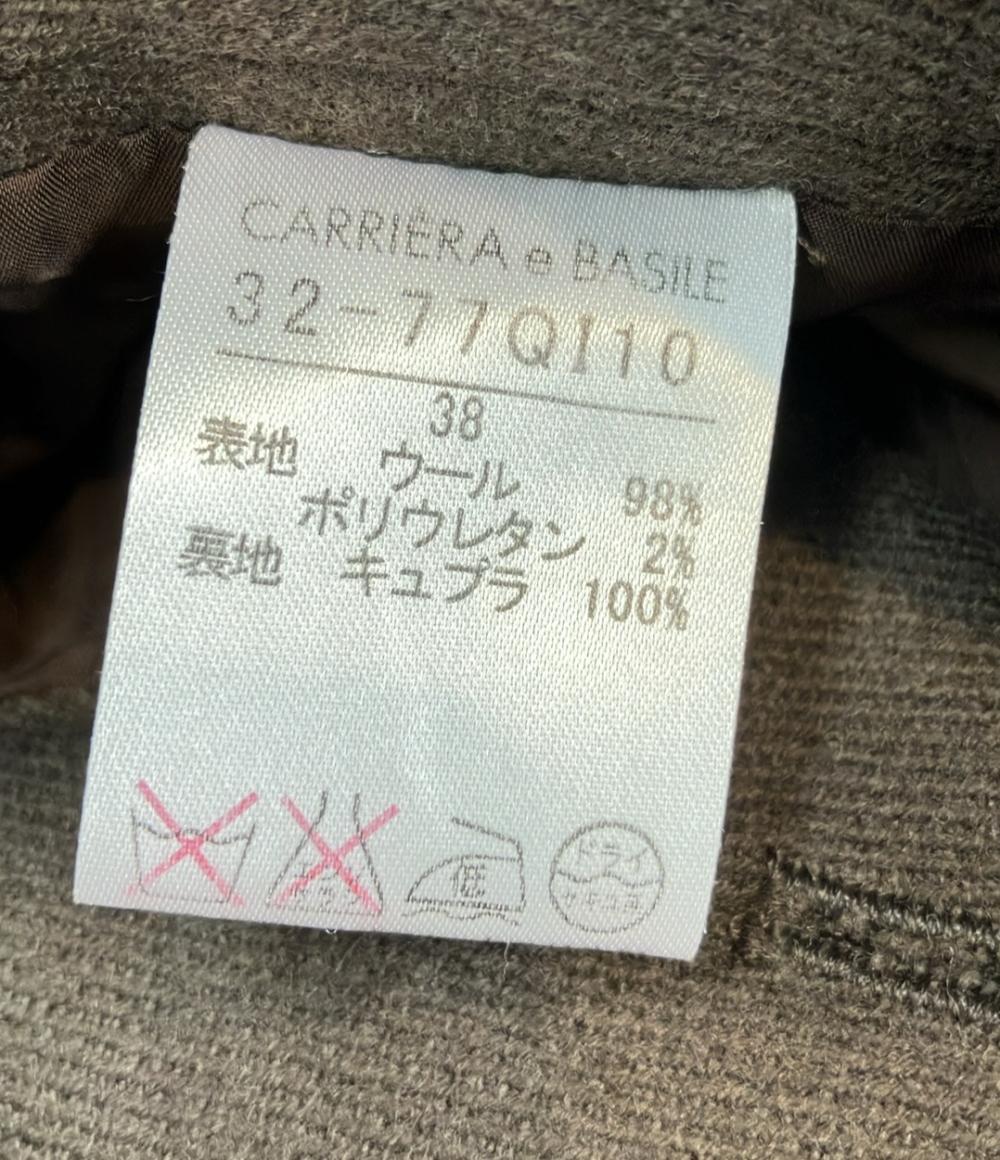 CARRIÈRA e BASILE
32-77QI10
38
表地 ウール 98%
ポリウレタン 2%
裏地 キュプラ 100%
低
ドライ